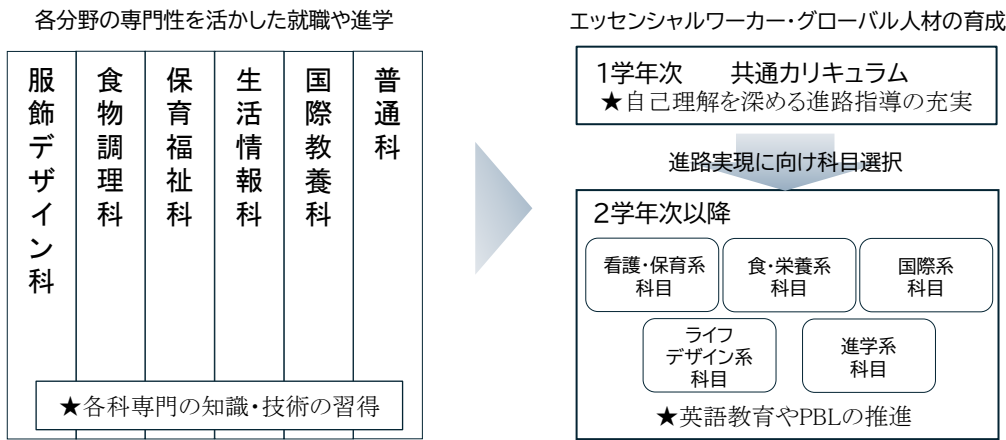 各分野の専門性を活かした就職や進学
服飾デザイン科
食物調理科
保育福祉科
生活情報科
国際教養科
普通科
★各科専門の知識・技術の習得
エッセンシャルワーカー・グローバル人材の育成
1学年次 共通カリキュラム
★自己理解を深める進路指導の充実
進路実現に向け科目選択
2学年次以降
看護・保育系
科目
食・栄養系
科目
国際系
科目
ライフ
デザイン系
科目
進学系
科目
★英語教育やPBLの推進